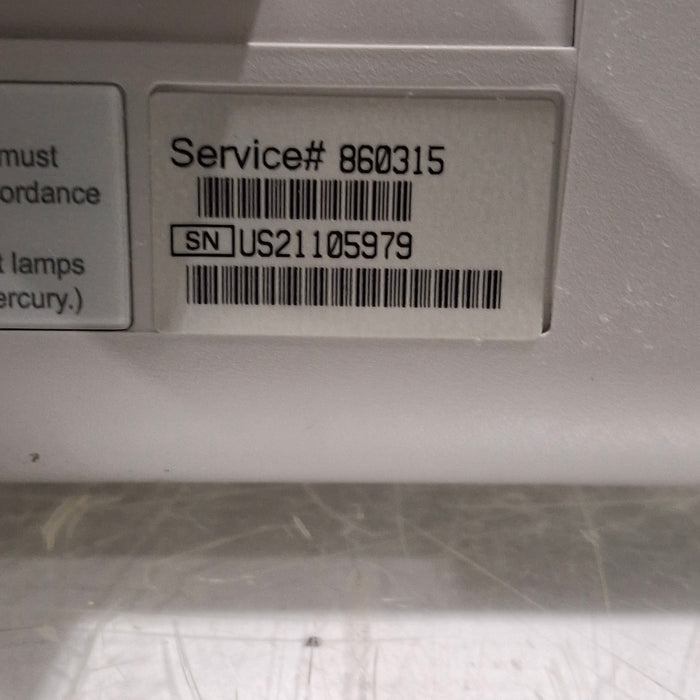 must
ordance
t lamps
ercury.)
Service# 860315
SN US21105979